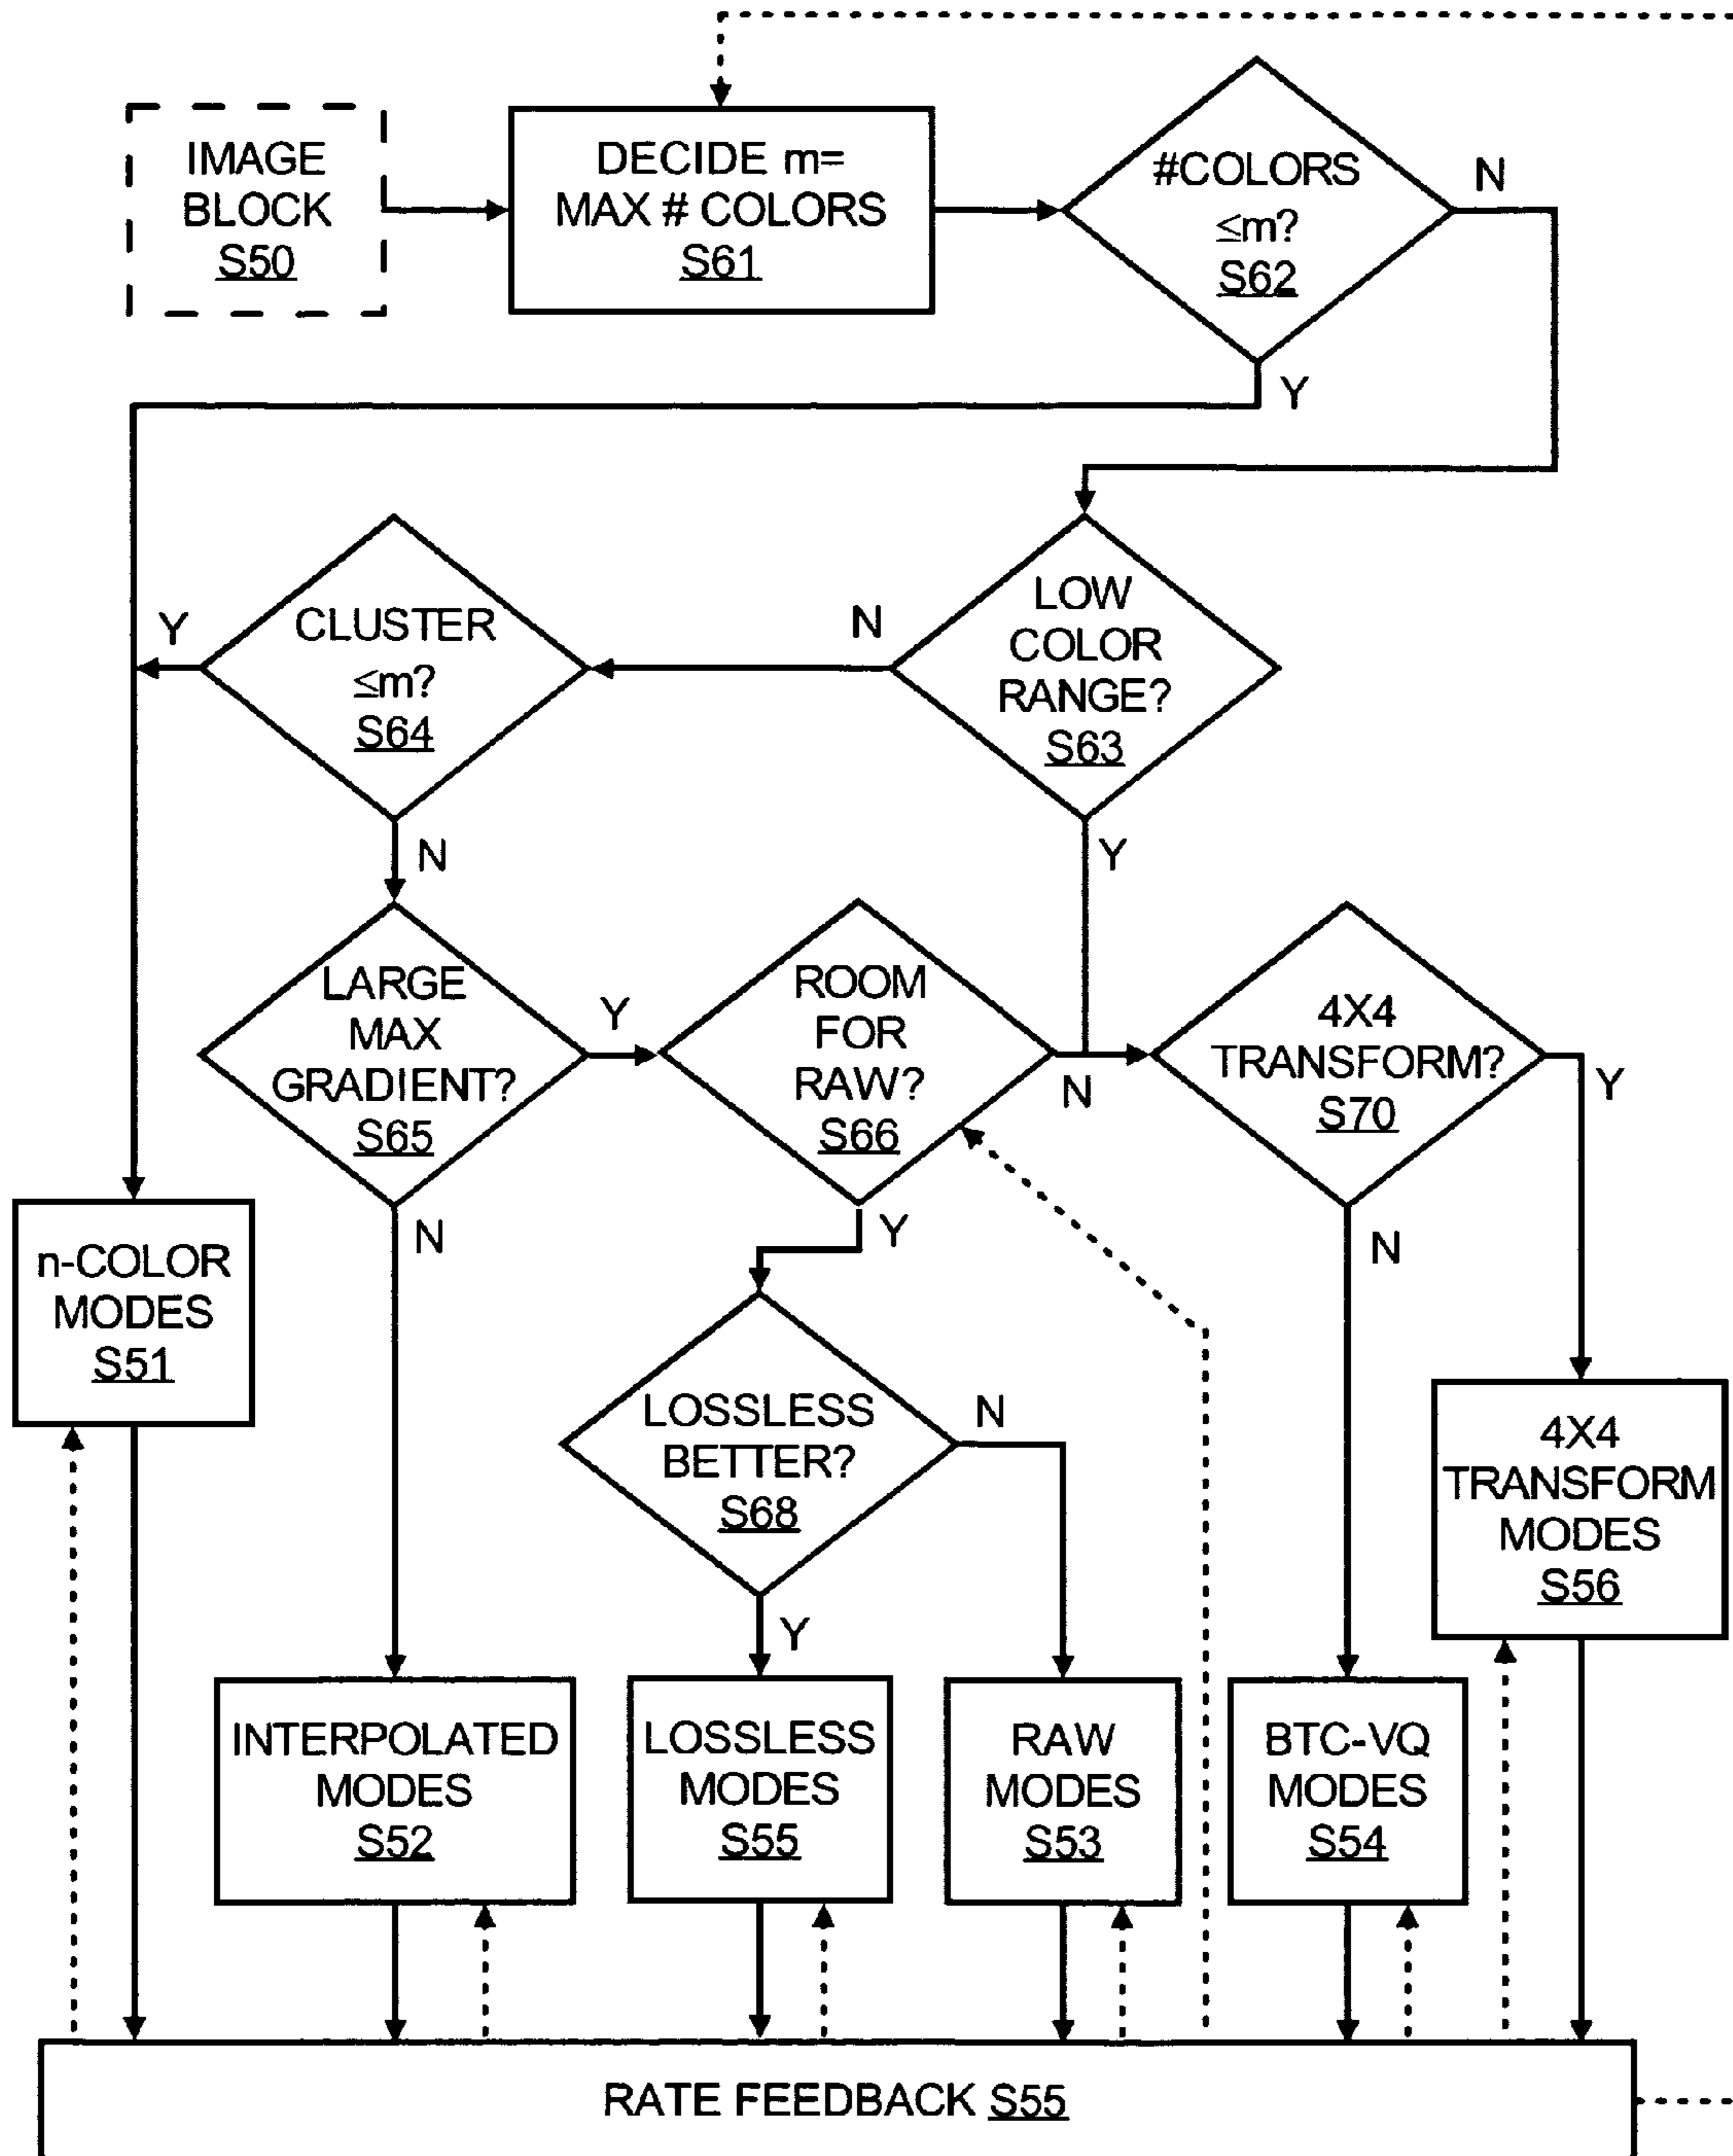 IMAGE
BLOCK
S50
DECIDE m=
MAX # COLORS
S61
#COLORS
≤m?
S62
N
Y
CLUSTER
≤m?
S64
Y
N
LOW
COLOR
RANGE?
S63
N
Y
LARGE
MAX
GRADIENT?
S65
Y
N
ROOM
FOR
RAW?
S66
N
Y
4X4
TRANSFORM?
S70
Y
N
n-COLOR
MODES
S51
LOSSLESS
BETTER?
S68
N
Y
4X4
TRANSFORM
MODES
S56
INTERPOLATED
MODES
S52
LOSSLESS
MODES
S55
RAW
MODES
S53
BTC-VQ
MODES
S54
RATE FEEDBACK S55